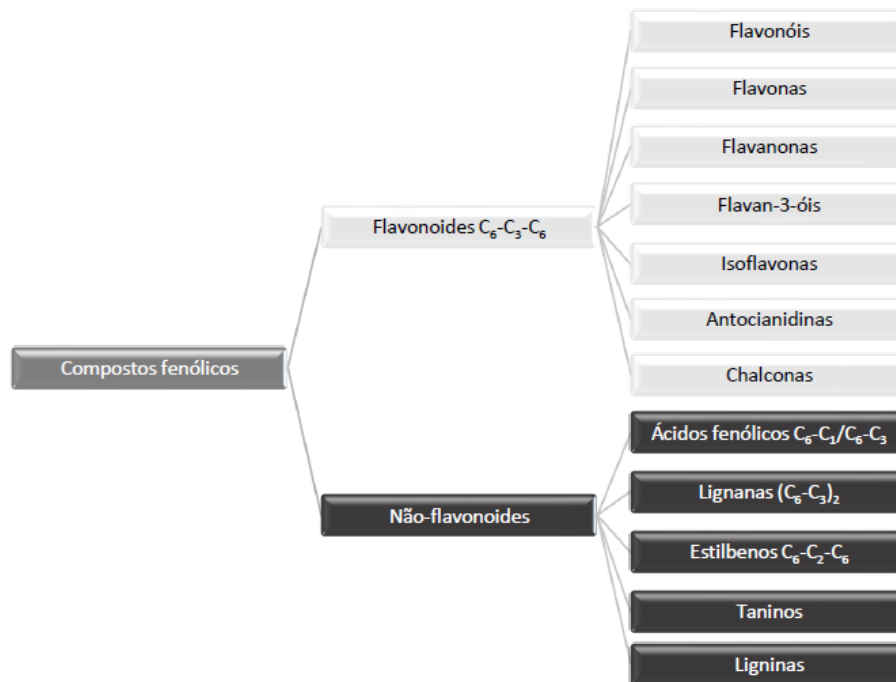 Compostos fenólicos
Flavonoides C₆-C₃-C₆
Flavonóis
Flavonas
Flavanonas
Flavan-3-óis
Isoflavonas
Antocianidinas
Chalconas
Não-flavonoides
Ácidos fenólicos C₆-C₁/C₆-C₃
Lignanas (C₆-C₃)₂
Estilbenos C₆-C₂-C₆
Taninos
Ligninas